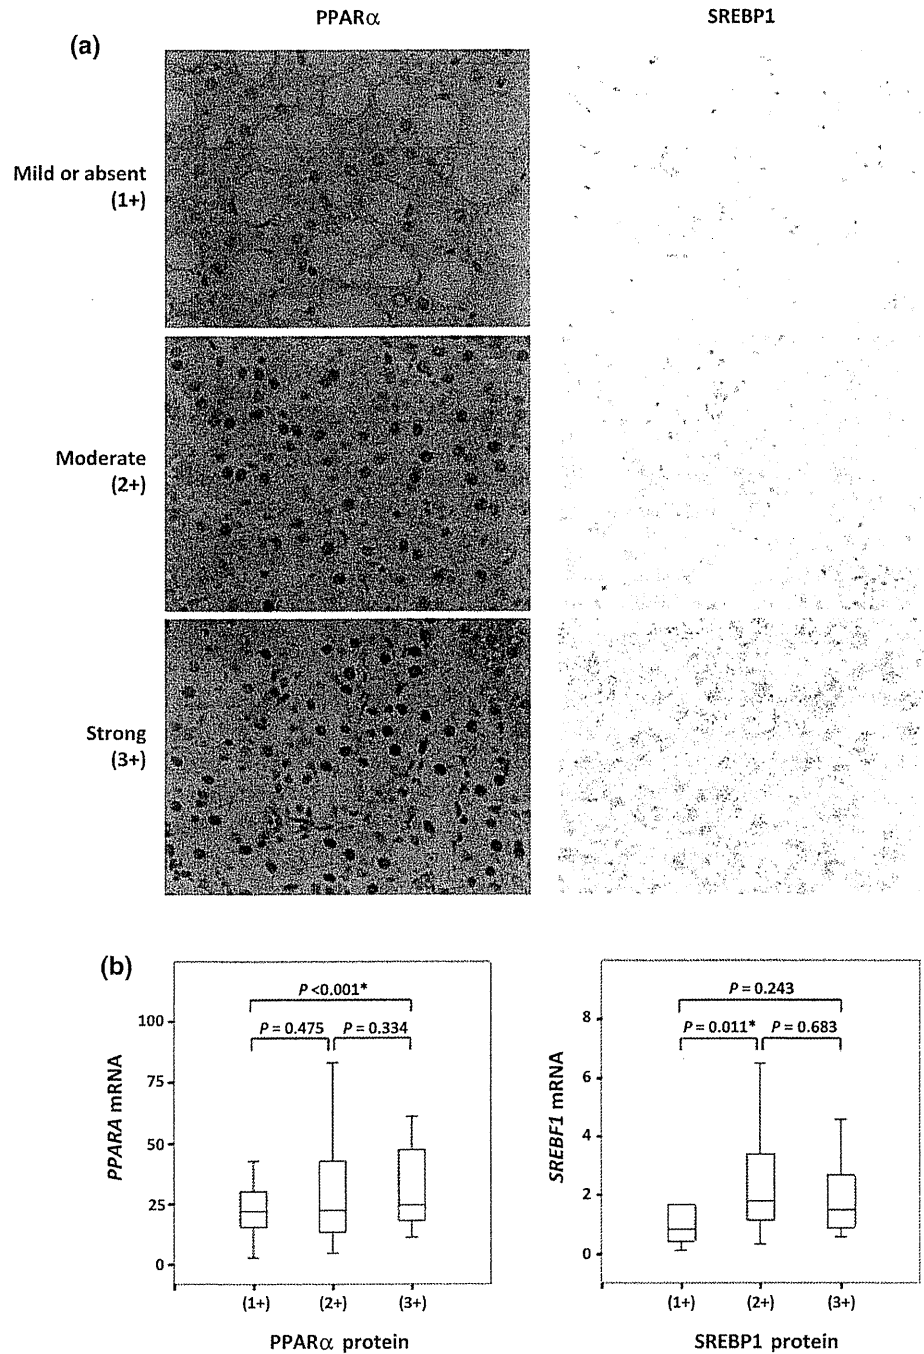 PPARα SREBP1
(a)
Mild or absent
(1+)
Moderate
(2+)
Strong
(3+)
(b)
P <0.001*
P = 0.475 P = 0.334
100
75
50
25
0
PPARA mRNA
(1+) (2+) (3+)
PPARα protein
P = 0.243
P = 0.011* P = 0.683
8
6
4
2
0
SREBF1 mRNA
(1+) (2+) (3+)
SREBP1 protein